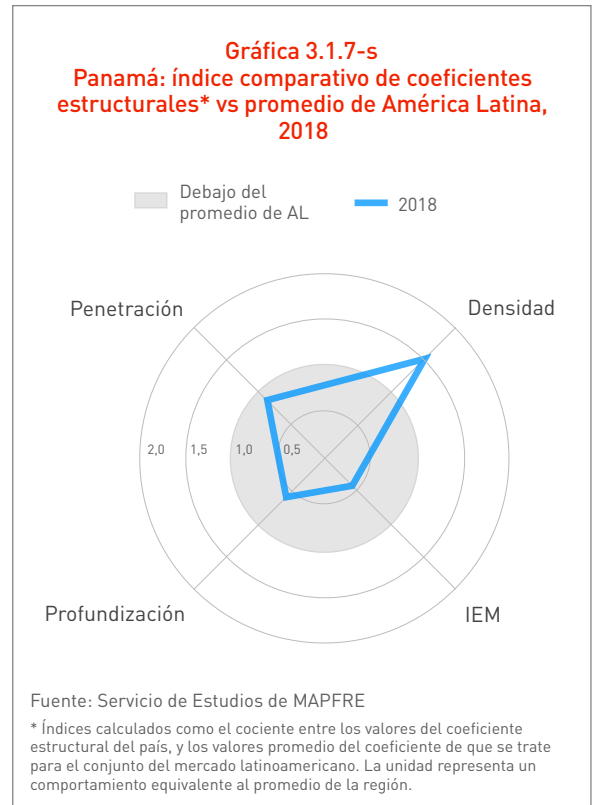 Gráfica 3.1.7-s
Panamá: índice comparativo de coeficientes
estructurales* vs promedio de América Latina,
2018
Debajo del
promedio de AL
2018
Penetración
Densidad
2,0 1,5 1,0 0,5
Profundización
IEM
Fuente: Servicio de Estudios de MAPFRE
* Índices calculados como el cociente entre los valores del coeficiente
estructural del país, y los valores promedio del coeficiente de que se trate
para el conjunto del mercado latinoamericano. La unidad representa un
comportamiento equivalente al promedio de la región.